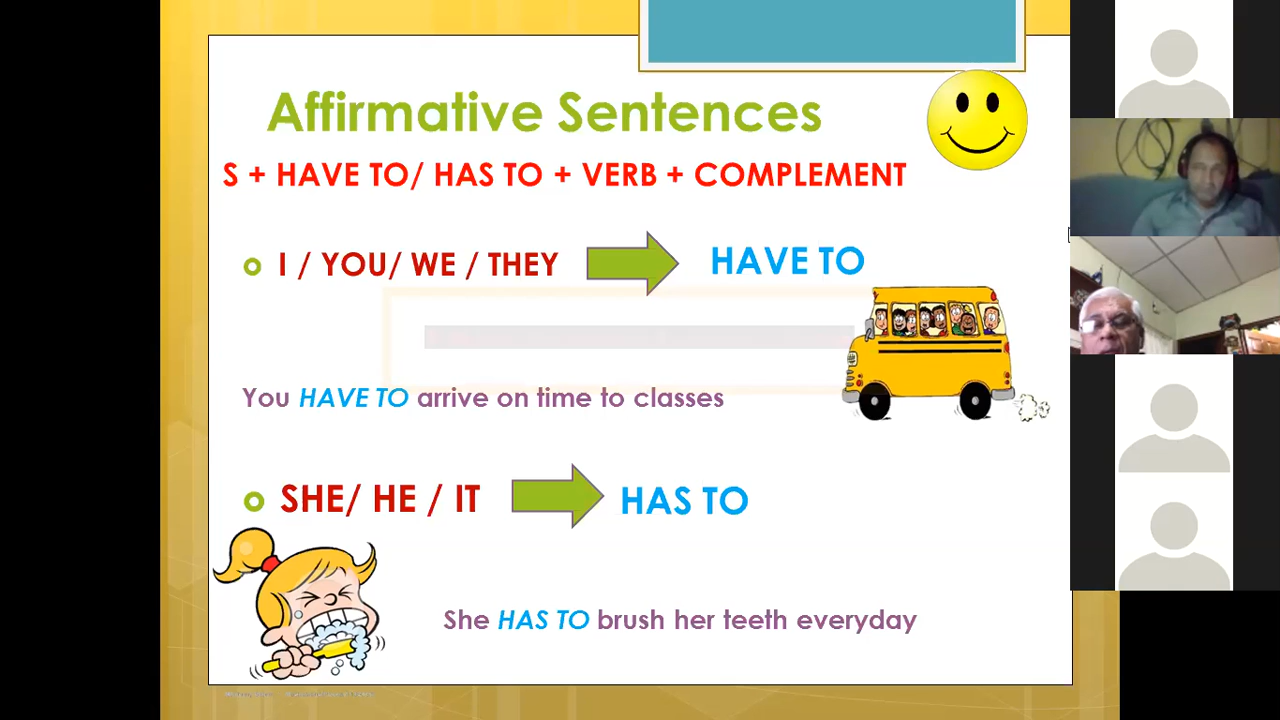 Affirmative Sentences
S + HAVE TO/ HAS TO + VERB + COMPLEMENT
I / YOU/ WE / THEY HAVE TO
You HAVE TO arrive on time to classes
SHE/ HE / IT HAS TO
She HAS TO brush her teeth everyday